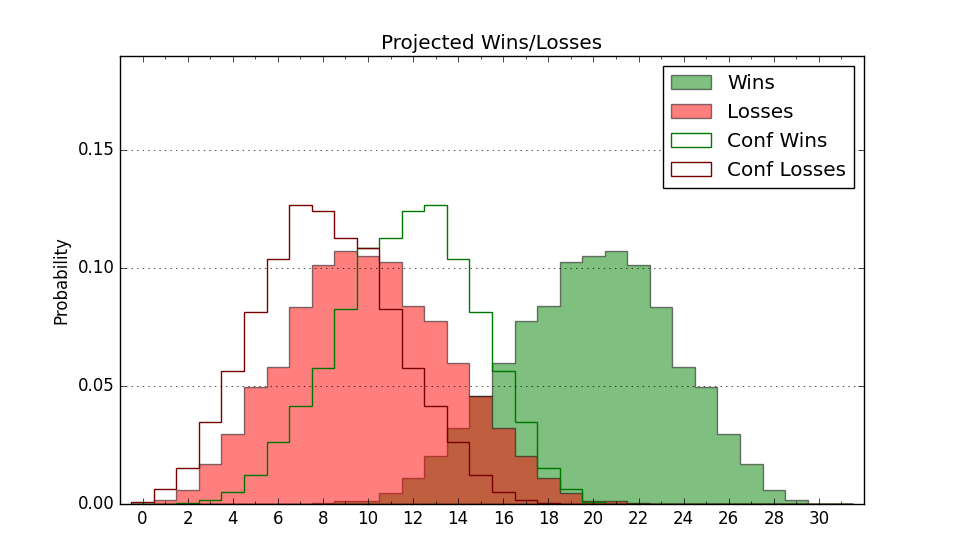 Projected Wins/Losses
Wins
Losses
Conf Wins
Conf Losses
Probability
0.15
0.10
0.05
0.00
0 2 4 6 8 10 12 14 16 18 20 22 24 26 28 30